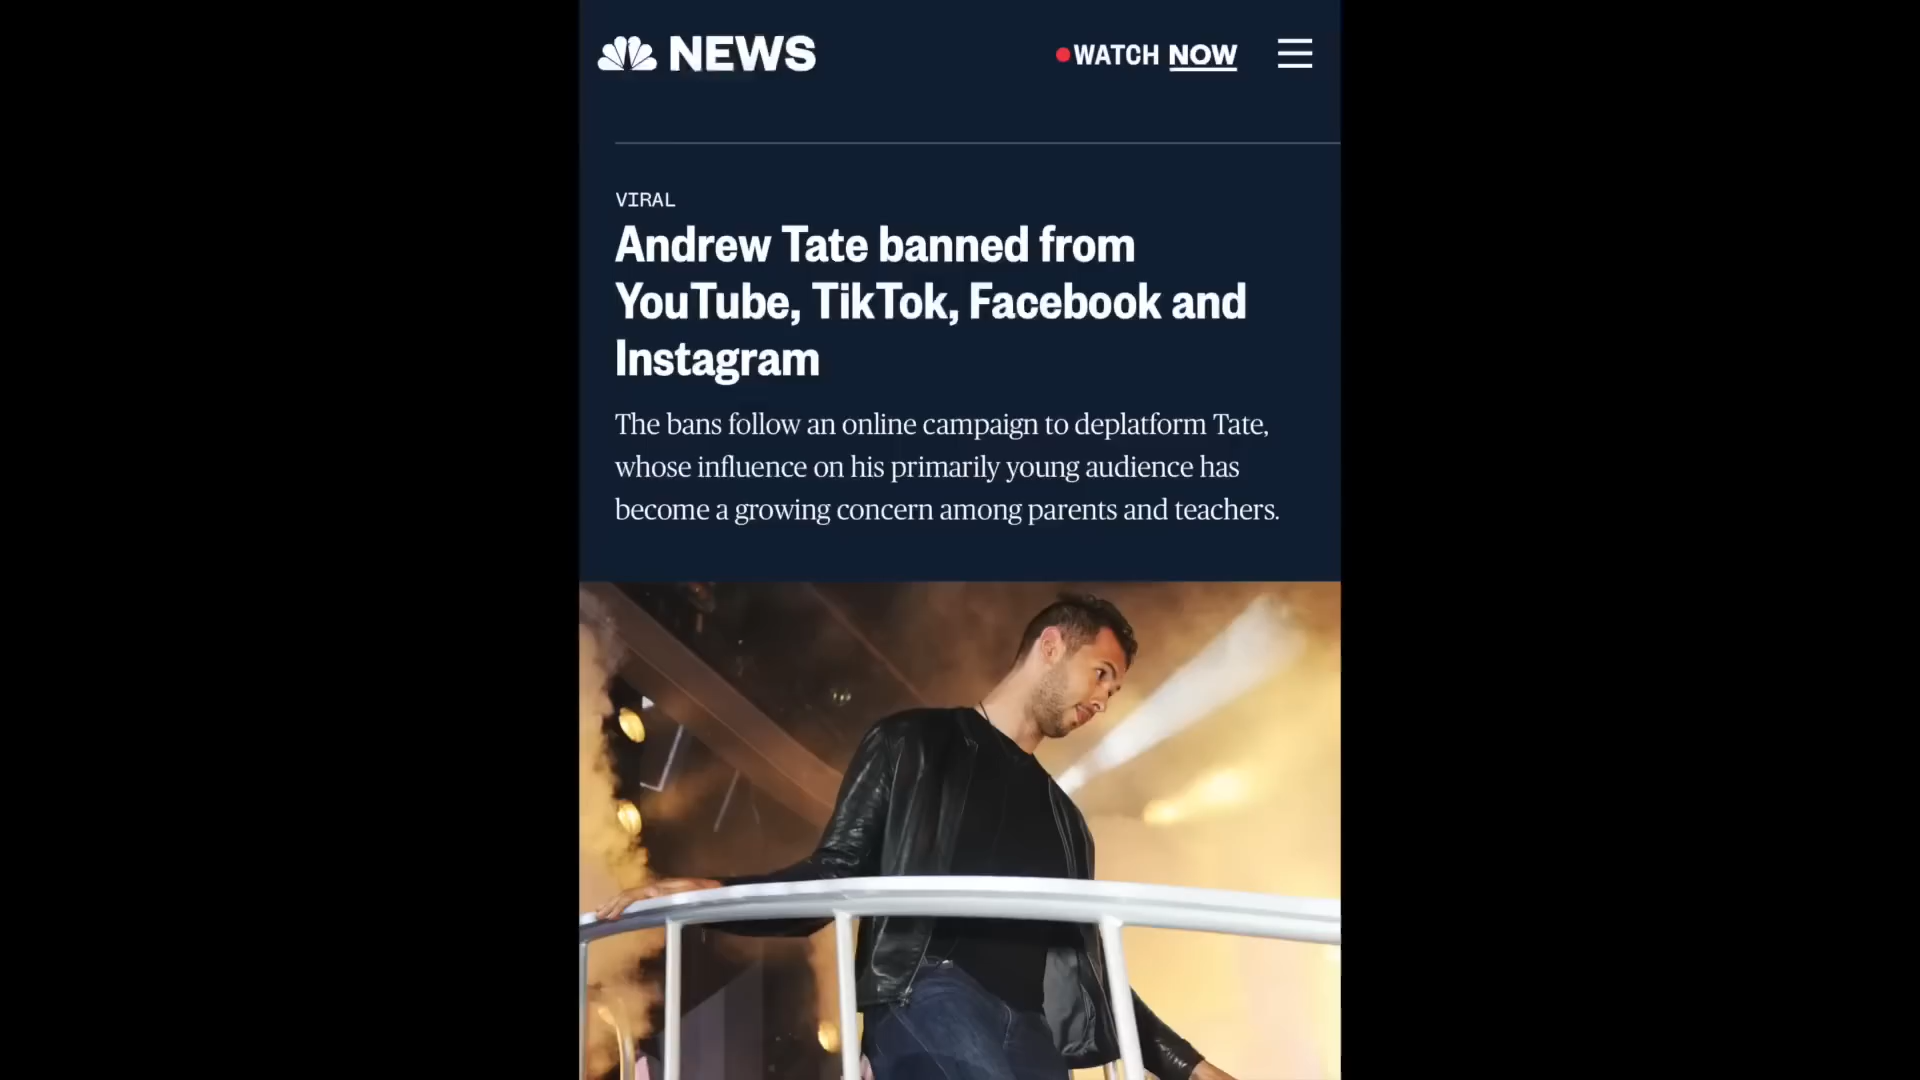 NEWS
WATCH NOW
VIRAL
Andrew Tate banned from
YouTube, TikTok, Facebook and
Instagram
The bans follow an online campaign to deplatform Tate,
whose influence on his primarily young audience has
become a growing concern among parents and teachers.